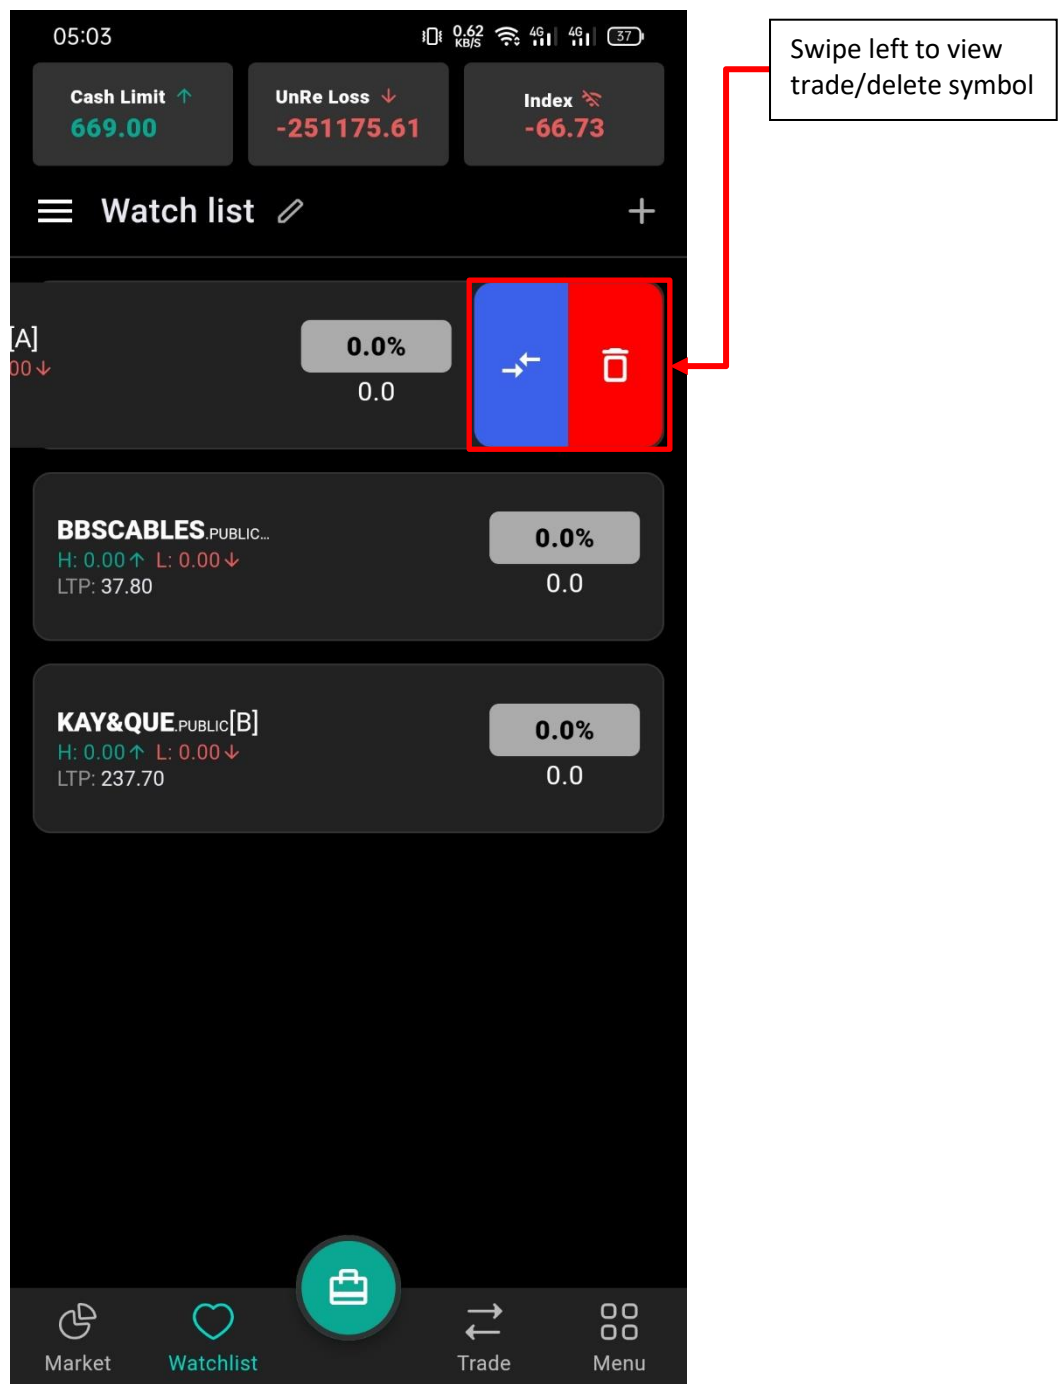 05:03 0.62 KB/S 4G 4G 37
Swipe left to view
trade/delete symbol
Cash Limit ↑ UnRe Loss ↓ Index
669.00 -251175.61 -66.73
Watch list
[A] 0.0%
00↓ 0.0
BBSCABLES.PUBLIC... 0.0%
H: 0.00↑ L: 0.00↓ 0.0
LTP: 37.80
KAY&QUE.PUBLIC[B] 0.0%
H: 0.00↑ L: 0.00↓ 0.0
LTP: 237.70
Market Watchlist Trade Menu